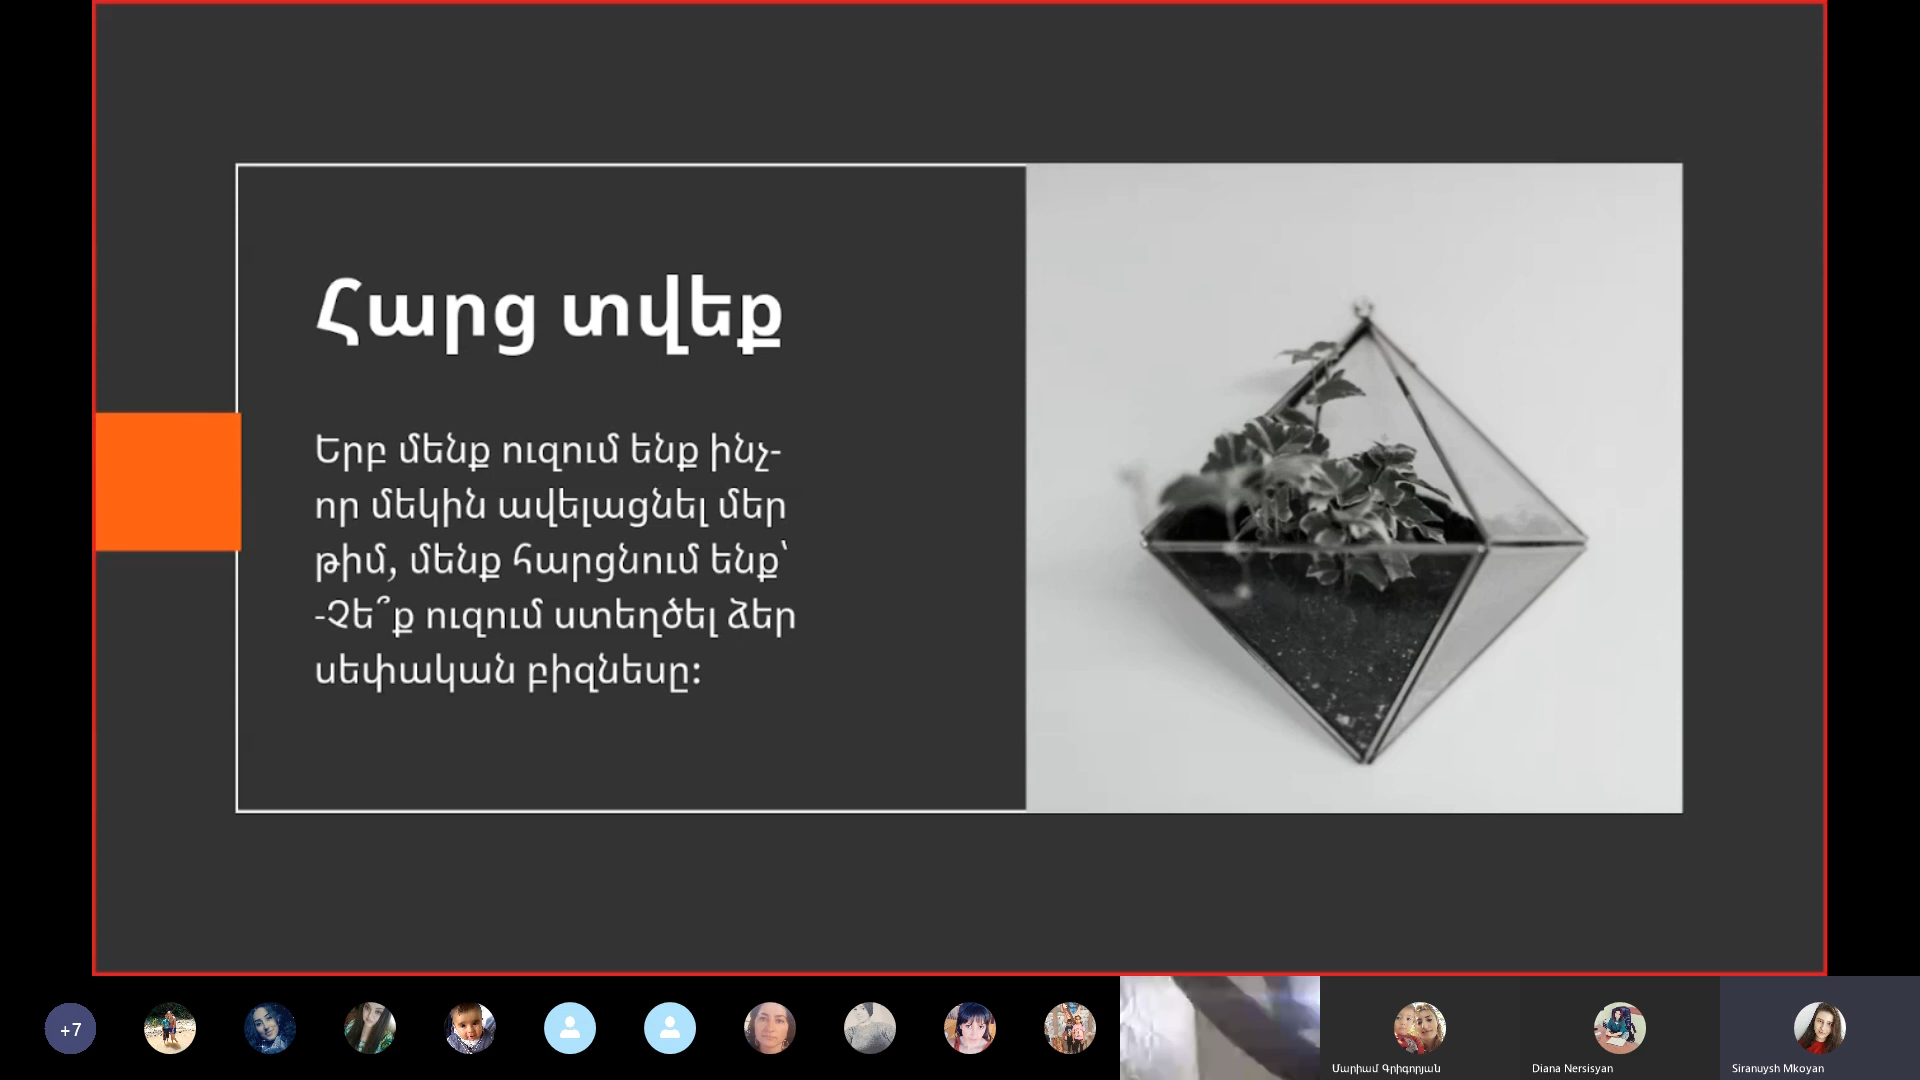 Հարց տվեք
Երբ մենք ուզում ենք ինչ-
որ մեկին ավելացնել մեր
թիմ, մենք հարցնում ենք՝
-Չե՞ք ուզում ստեղծել ձեր
սեփական բիզնեսը:
+7
Մարիամ Գրիգորյան
Diana Nersisyan
Siranuysh Mkoyan